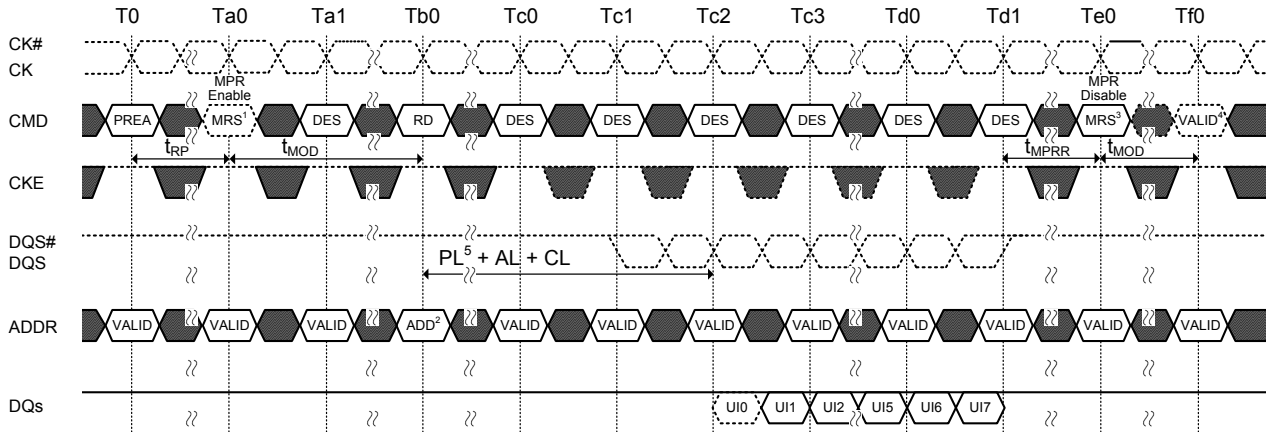 T0 Ta0 Ta1 Tb0 Tc0 Tc1 Tc2 Tc3 Td0 Td1 Te0 Tf0
CK#
CK
MPR Enable
MPR Disable
CMD PREA MRS¹ DES RD DES DES DES DES DES DES MRS³ VALID⁴
tRP tMOD tMPRR tMOD
CKE
DQS#
DQS
PL⁵ + AL + CL
ADDR VALID VALID VALID ADD² VALID VALID VALID VALID VALID VALID VALID VALID
DQs UI0 UI1 UI2 UI5 UI6 UI7